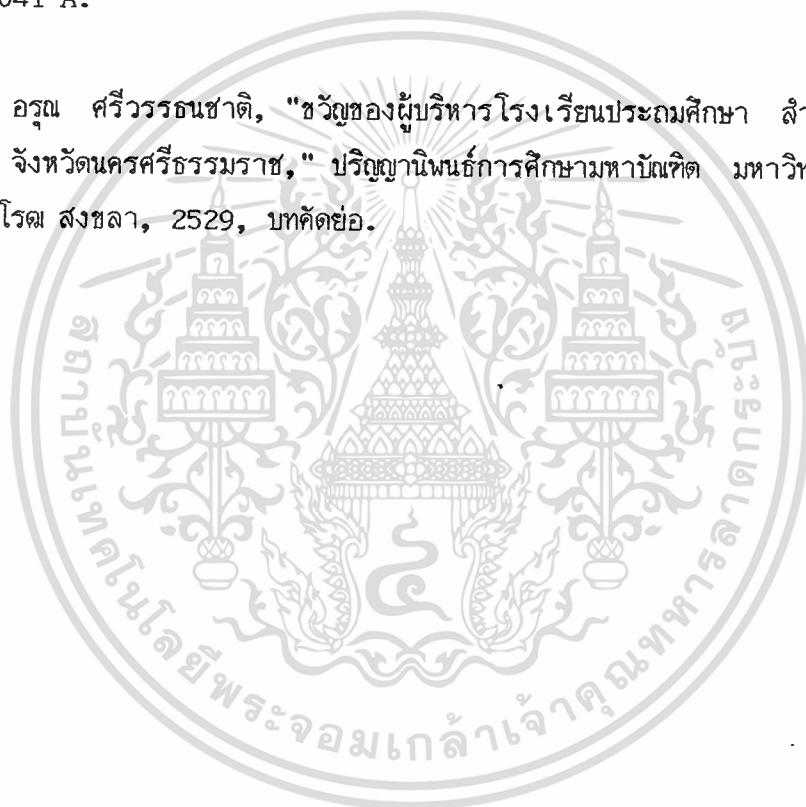 041 A.
อรุณ ศรีวรรธนชาติ, "ขวัญของผู้บริหารโรงเรียนประถมศึกษา สำ
จังหวัดนครศรีธรรมราช," ปริญญานิพนธ์การศึกษามหาบัณฑิต มหาวิท
โรฒ สงขลา, 2529, บทคัดย่อ.
สถาบันเทคโนโลยีพระจอมเกล้าเจ้าคุณทหารลาดกระบัง